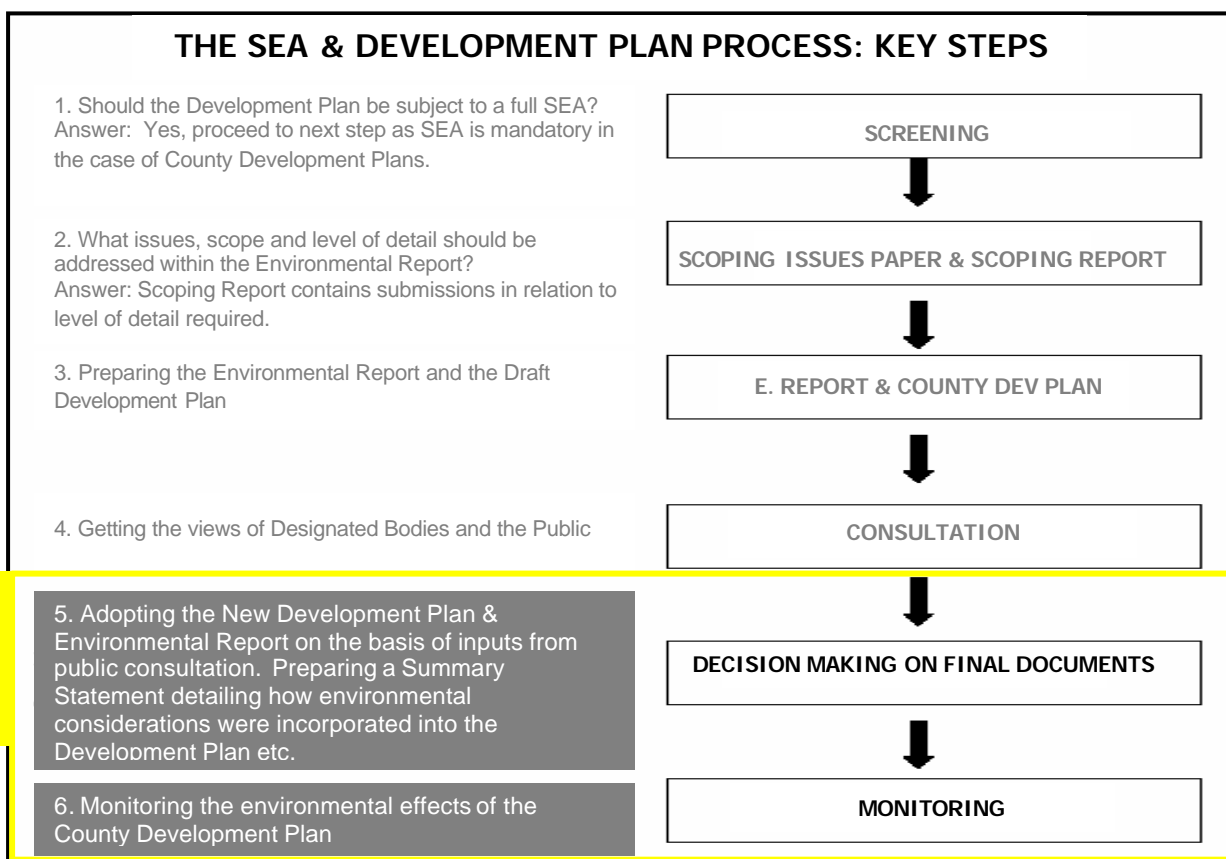 THE SEA & DEVELOPMENT PLAN PROCESS: KEY STEPS
1. Should the Development Plan be subject to a full SEA?
Answer: Yes, proceed to next step as SEA is mandatory in
the case of County Development Plans.
SCREENING
2. What issues, scope and level of detail should be
addressed within the Environmental Report?
Answer: Scoping Report contains submissions in relation to
level of detail required.
SCOPING ISSUES PAPER & SCOPING REPORT
3. Preparing the Environmental Report and the Draft
Development Plan
E. REPORT & COUNTY DEV PLAN
4. Getting the views of Designated Bodies and the Public
CONSULTATION
5. Adopting the New Development Plan &
Environmental Report on the basis of inputs from
public consultation. Preparing a Summary
Statement detailing how environmental
considerations were incorporated into the
Development Plan etc.
DECISION MAKING ON FINAL DOCUMENTS
6. Monitoring the environmental effects of the
County Development Plan
MONITORING